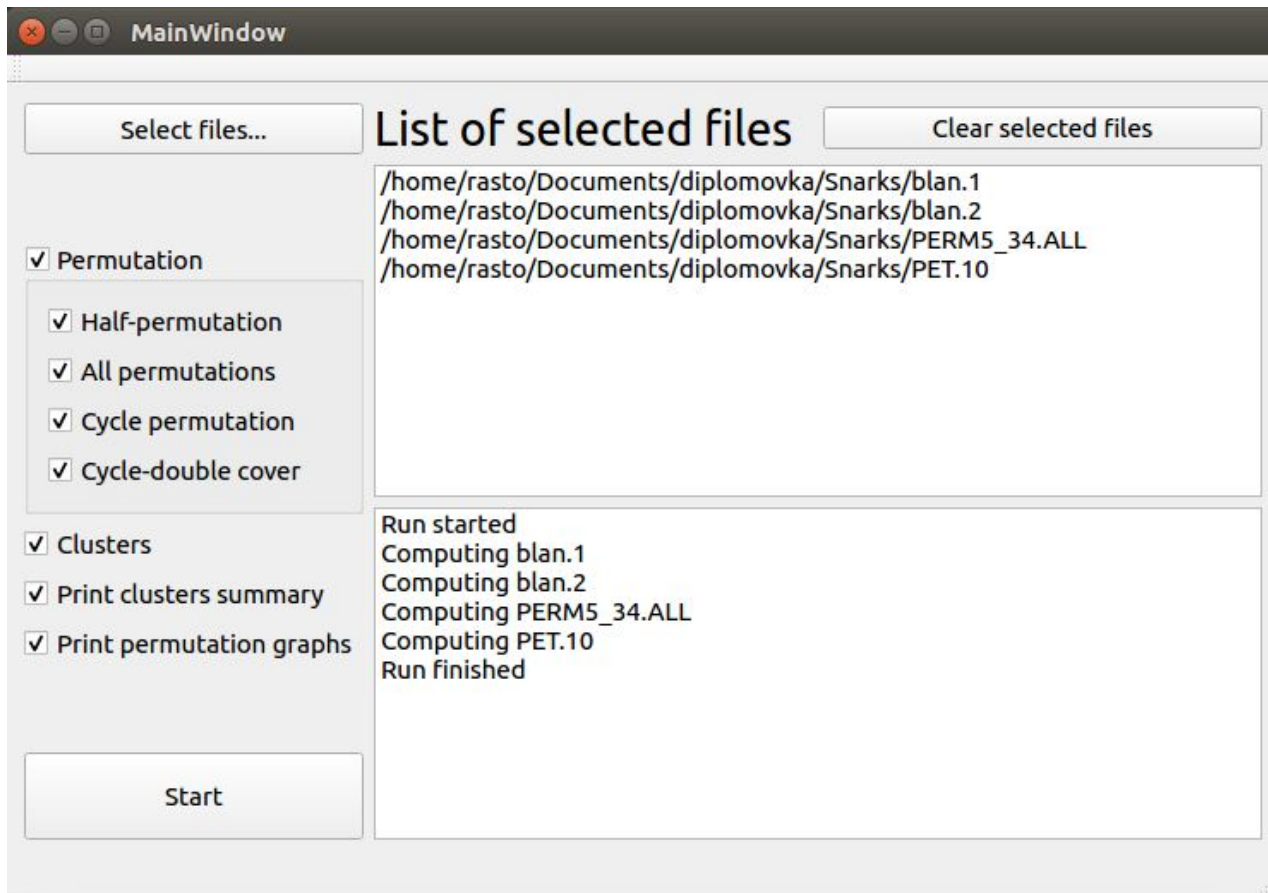 MainWindow
Select files...
List of selected files
Clear selected files
/home/rasto/Documents/diplomovka/Snarks/blan.1
/home/rasto/Documents/diplomovka/Snarks/blan.2
/home/rasto/Documents/diplomovka/Snarks/PERM5_34.ALL
/home/rasto/Documents/diplomovka/Snarks/PET.10
Permutation
Half-permutation
All permutations
Cycle permutation
Cycle-double cover
Clusters
Print clusters summary
Print permutation graphs
Run started
Computing blan.1
Computing blan.2
Computing PERM5_34.ALL
Computing PET.10
Run finished
Start